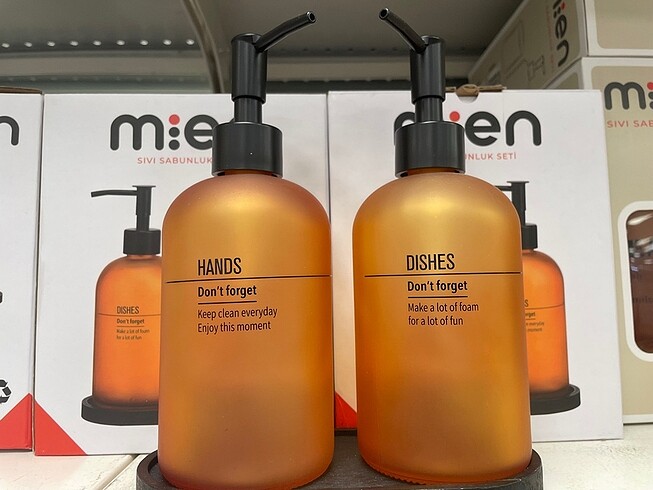 m:en
SIVI SABUNLUK
m:en
NLUK SETİ
m
SIVI SA
HANDS
Don't forget
Keep clean everyday
Enjoy this moment
DISHES
Don't forget
Make a lot of foam
for a lot of fun
DISHES
Don't forget
Make a lot of foam
for a lot of fun